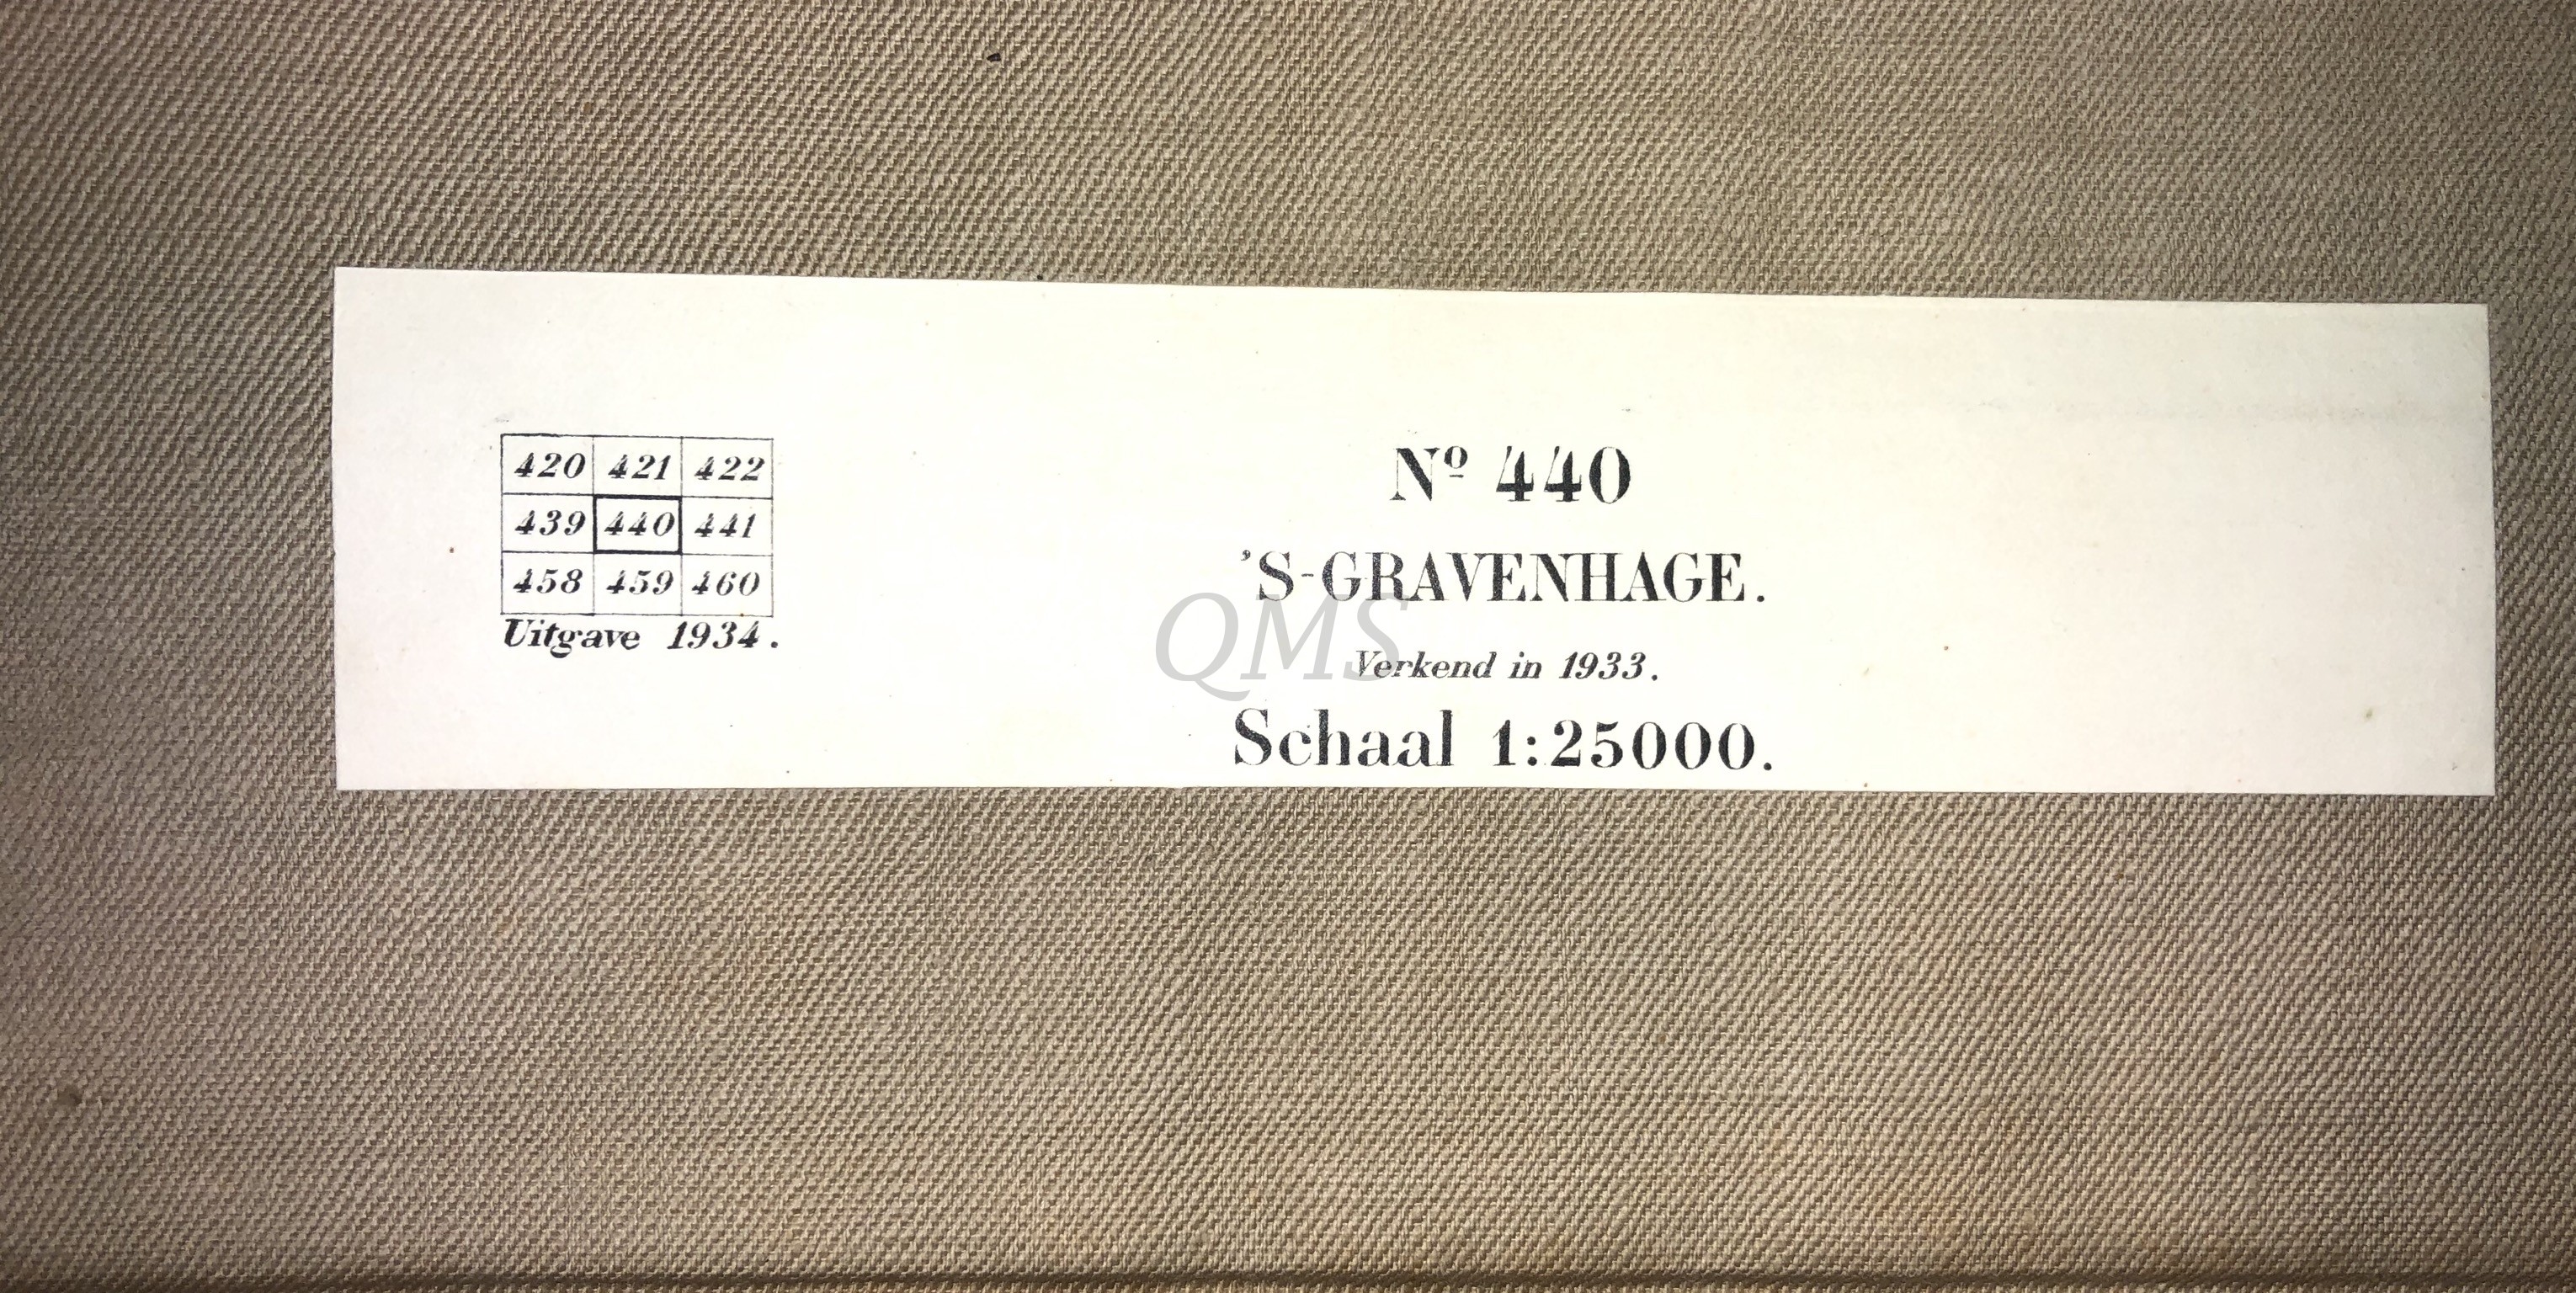 420 421 422
439 440 441
458 459 460
Uitgave 1934.
Nº 440
'S-GRAVENHAGE.
Verkend in 1933.
Schaal 1:25000.
QMS